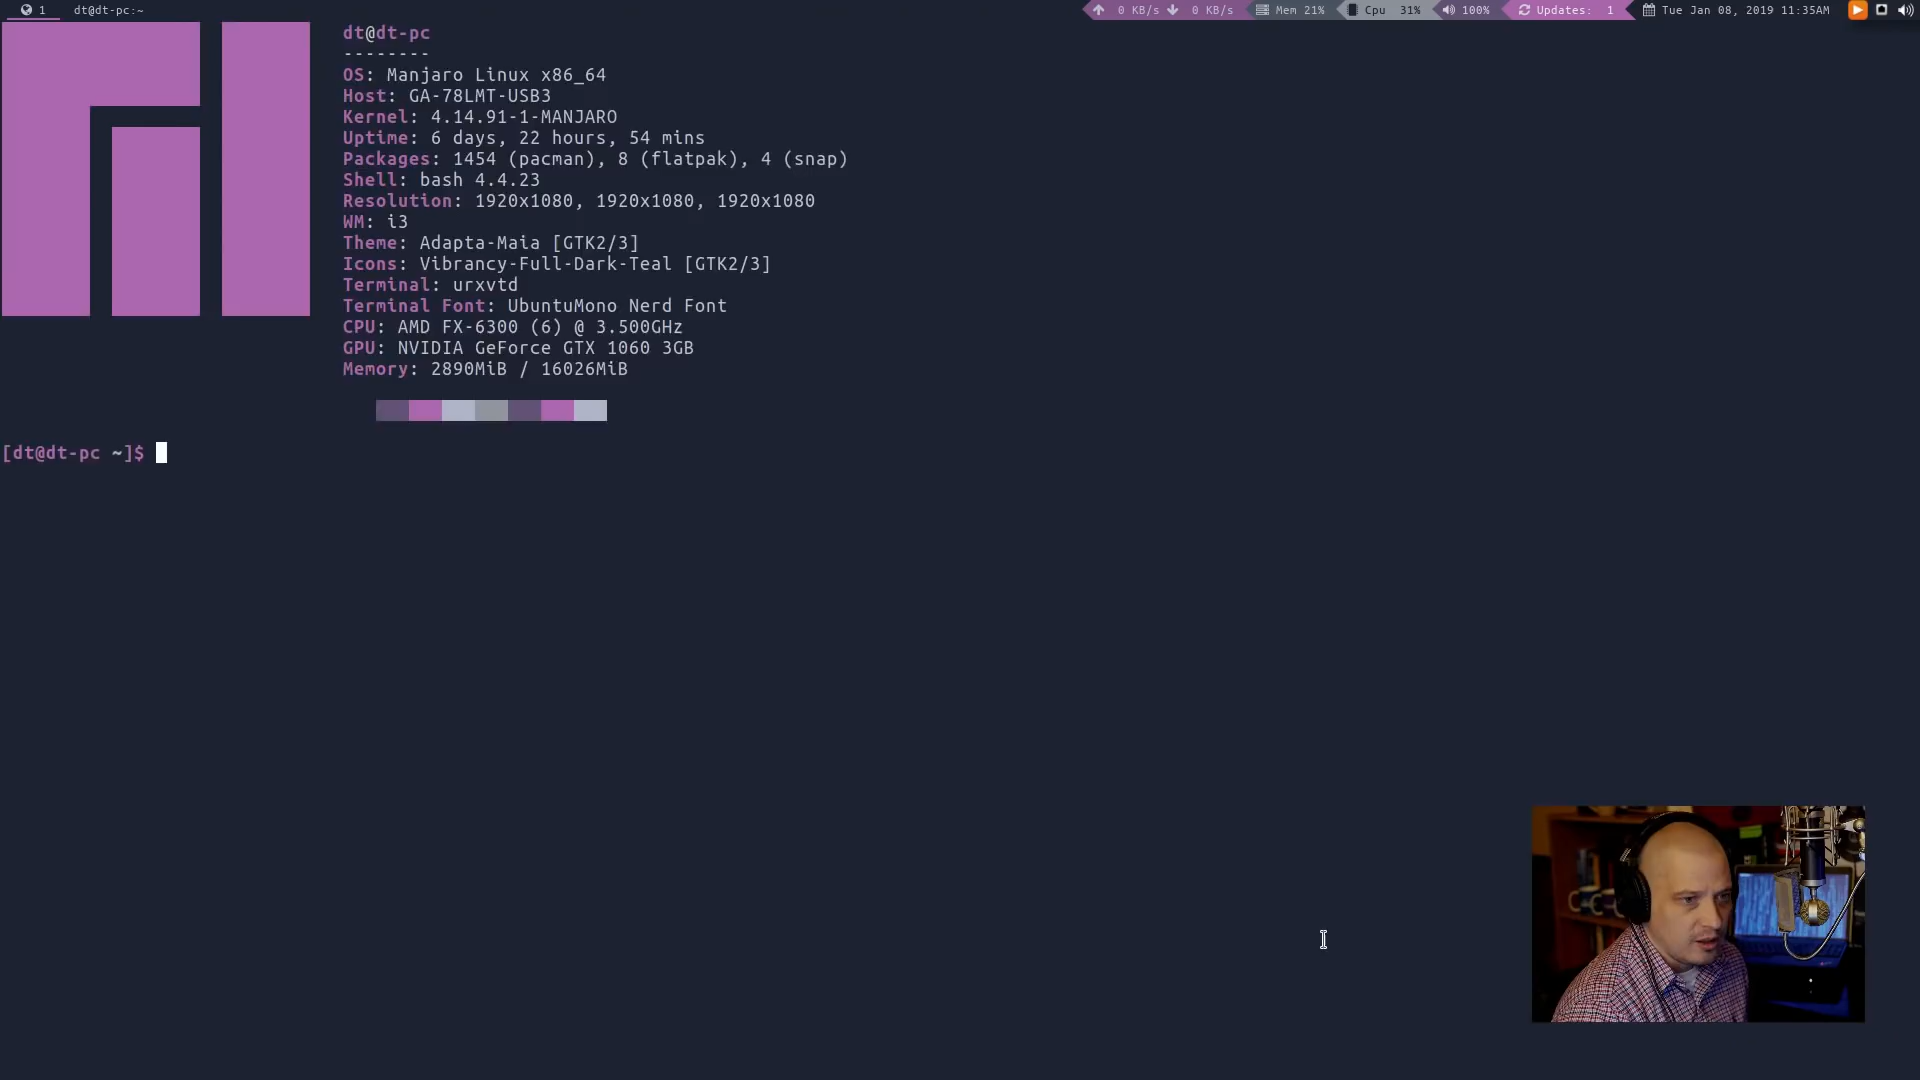 1 dt@dt-pc:~ 0 KB/s 0 KB/s Mem 21% Cpu 31% 100% Updates: 1 Tue Jan 08, 2019 11:35AM
dt@dt-pc
--------
OS: Manjaro Linux x86_64
Host: GA-78LMT-USB3
Kernel: 4.14.91-1-MANJARO
Uptime: 6 days, 22 hours, 54 mins
Packages: 1454 (pacman), 8 (flatpak), 4 (snap)
Shell: bash 4.4.23
Resolution: 1920x1080, 1920x1080, 1920x1080
WM: i3
Theme: Adapta-Maia [GTK2/3]
Icons: Vibrancy-Full-Dark-Teal [GTK2/3]
Terminal: urxvtd
Terminal Font: UbuntuMono Nerd Font
CPU: AMD FX-6300 (6) @ 3.500GHz
GPU: NVIDIA GeForce GTX 1060 3GB
Memory: 2890MiB / 16026MiB
[dt@dt-pc ~]$